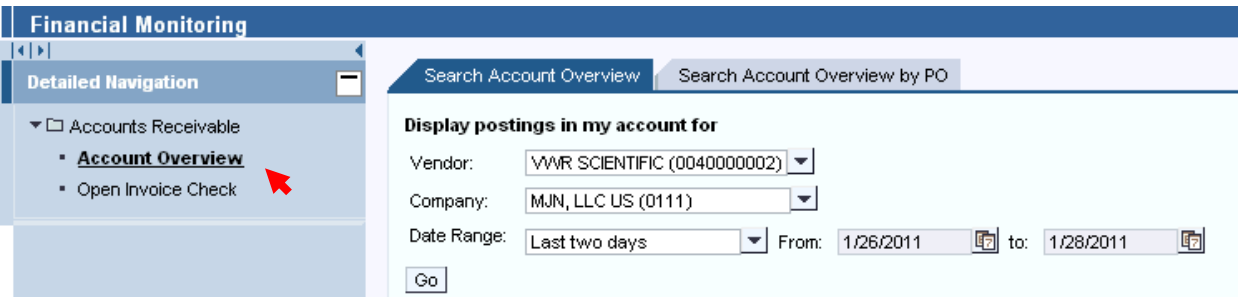 Financial Monitoring
Detailed Navigation
Accounts Receivable
Account Overview
Open Invoice Check
Search Account Overview
Search Account Overview by PO
Display postings in my account for
Vendor: VWR SCIENTIFIC (0040000002)
Company: MJN, LLC US (0111)
Date Range: Last two days From: 1/26/2011 to: 1/28/2011
Go